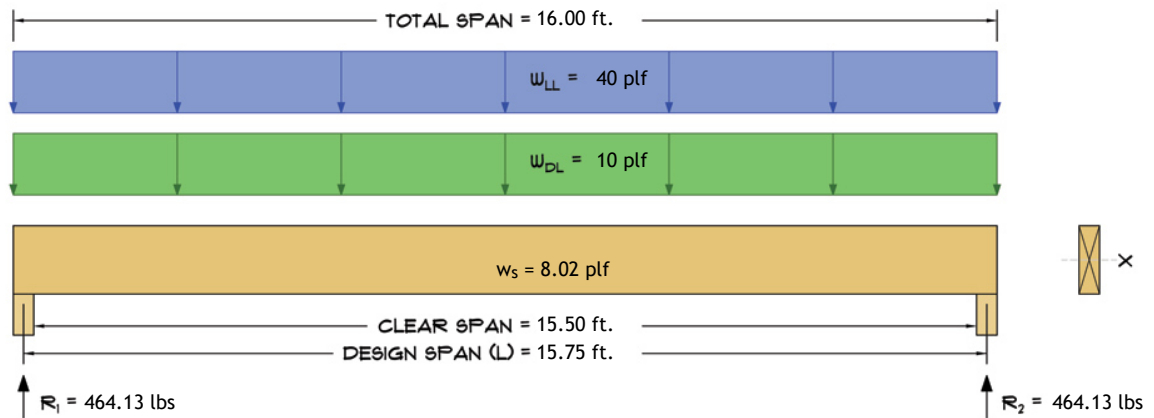 TOTAL SPAN = 16.00 ft.
WLL = 40 plf
WDL = 10 plf
ws = 8.02 plf
X
CLEAR SPAN = 15.50 ft.
DESIGN SPAN (L) = 15.75 ft.
R1 = 464.13 lbs
R2 = 464.13 lbs